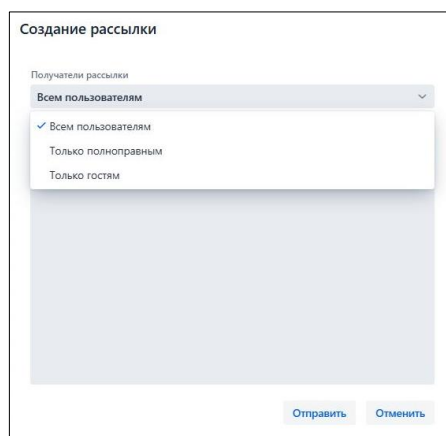 Создание рассылки
Получатели рассылки
Всем пользователям
Всем пользователям
Только полноправным
Только гостям
Отправить Отменить